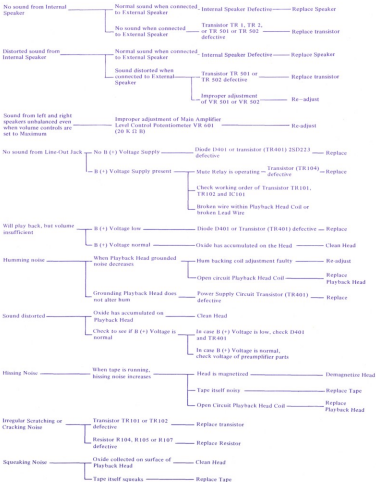 No sound from Internal Speaker
Normal sound when connected to External Speaker
Internal Speaker Defective
Replace Speaker
No sound when connected to External Speaker
Transistor TR 1, TR 2, or TR 501 or TR 502 defective
Replace transistor
Distorted sound from Internal Speaker
Normal sound when connected to External Speaker
Internal Speaker Defective
Replace Speaker
Sound distorted when connected to External Speaker
Transistor TR 501 or TR 502 defective
Replace transistor
Improper adjustment of VR 501 or VR 502
Re-adjust
Sound from left and right speakers unbalanced even when volume controls are set to Maximum
Improper adjustment of Main Amplifier Level Control Potentiometer VR 601 (20 K Ω B)
Re-adjust
No sound from Line-Out Jack
No B (+) Voltage Supply
Diode D401 or transistor (TR401) 2SD223 defective
Replace
B (+) Voltage Supply present
Mute Relay is operating
Transistor (TR104) defective
Replace
Check working order of Transistor TR101, TR102 and IC101
Broken wire within Playback Head Coil or broken Lead Wire
Will play back, but volume insufficient
B (+) Voltage low
Diode D401 or Transistor (TR401) defective
Replace
B (+) Voltage normal
Oxide has accumulated on the Head
Clean Head
Humming noise
When Playback Head grounded noise decreases
Hum bucking coil adjustment faulty
Re-adjust
Open circuit Playback Head Coil
Replace Playback Head
Grounding Playback Head does not alter hum
Power Supply Circuit Transistor (TR401) defective
Replace
Sound distorted
Oxide has accumulated on Playback Head
Clean Head
Check to see if B (+) Voltage is normal
In case B (+) Voltage is low, check D401 and TR401
In case B (+) Voltage is normal, check voltage of preamplifier parts
Hissing Noise
When tape is running, hissing noise increases
Head is magnetized
Demagnetize Head
Tape itself noisy
Replace Tape
Open Circuit Playback Head Coil
Replace Playback Head
Irregular Scratching or Cracking Noise
Transistor TR101 or TR102 defective
Replace transistor
Resistor R104, R105 or R107 defective
Replace Resistor
Squeaking Noise
Oxide collected on surface of Playback Head
Clean Head
Tape itself squeaks
Replace Tape